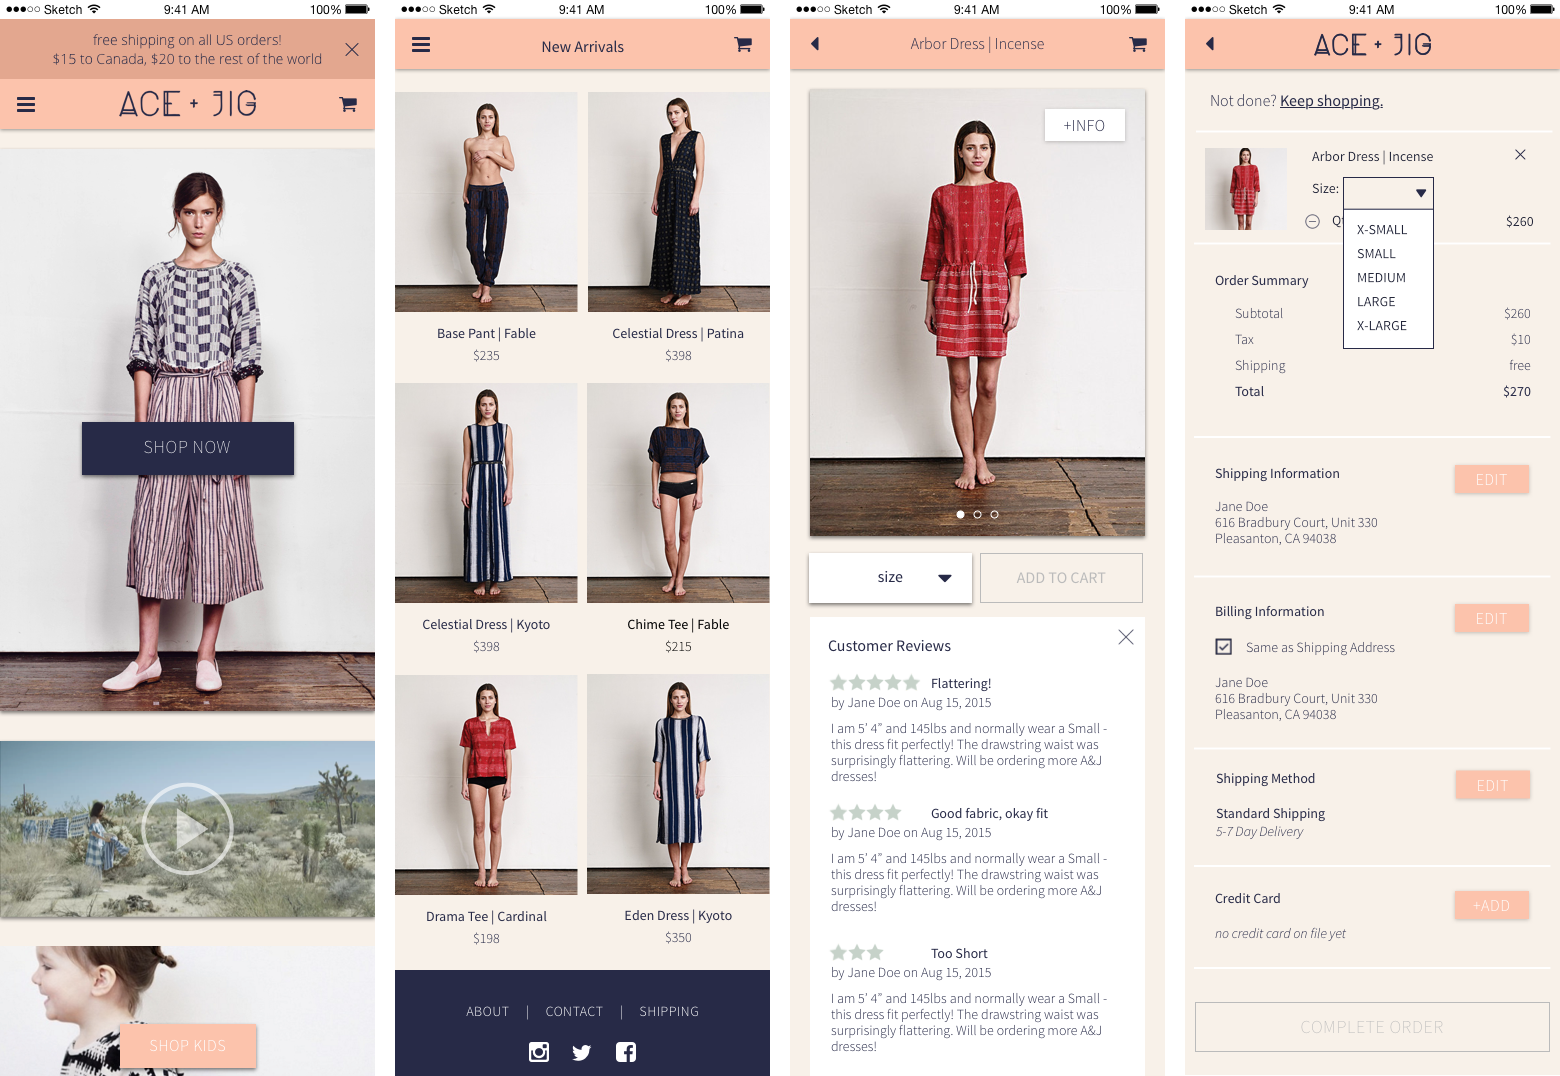 ●●●○○ Sketch 9:41 AM 100%
free shipping on all US orders!
$15 to Canada, $20 to the rest of the world
ACE + JIG
SHOP NOW
SHOP KIDS
●●●○○ Sketch 9:41 AM 100%
New Arrivals
Base Pant | Fable
$235
Celestial Dress | Patina
$398
Celestial Dress | Kyoto
$398
Chime Tee | Fable
$215
Drama Tee | Cardinal
$198
Eden Dress | Kyoto
$350
ABOUT | CONTACT | SHIPPING
●●●○○ Sketch 9:41 AM 100%
Arbor Dress | Incense
+INFO
size
ADD TO CART
Customer Reviews
Flattering!
by Jane Doe on Aug 15, 2015
I am 5' 4” and 145lbs and normally wear a Small -
this dress fit perfectly! The drawstring waist was
surprisingly flattering. Will be ordering more A&J
dresses!
Good fabric, okay fit
by Jane Doe on Aug 15, 2015
I am 5' 4” and 145lbs and normally wear a Small -
this dress fit perfectly! The drawstring waist was
surprisingly flattering. Will be ordering more A&J
dresses!
Too Short
by Jane Doe on Aug 15, 2015
I am 5' 4” and 145lbs and normally wear a Small -
this dress fit perfectly! The drawstring waist was
surprisingly flattering. Will be ordering more A&J
dresses!
●●●○○ Sketch 9:41 AM 100%
ACE + JIG
Not done? Keep shopping.
Arbor Dress | Incense
Size:
$260
X-SMALL
SMALL
MEDIUM
LARGE
X-LARGE
Order Summary
Subtotal $260
Tax $10
Shipping free
Total $270
Shipping Information
EDIT
Jane Doe
616 Bradbury Court, Unit 330
Pleasanton, CA 94038
Billing Information
EDIT
Same as Shipping Address
Jane Doe
616 Bradbury Court, Unit 330
Pleasanton, CA 94038
Shipping Method
EDIT
Standard Shipping
5-7 Day Delivery
Credit Card
+ADD
no credit card on file yet
COMPLETE ORDER